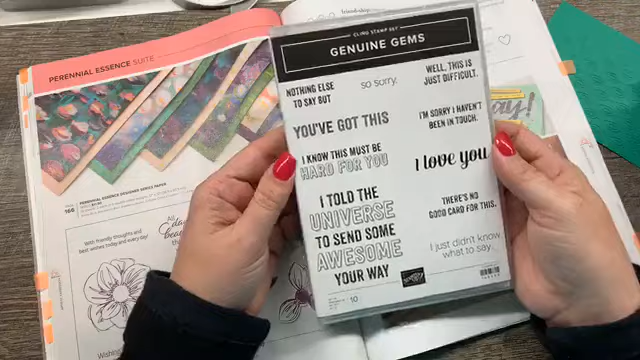 PERENNIAL ESSENCE SUITE
CLING STAMP SET
GENUINE GEMS
NOTHING ELSE
TO SAY BUT
so sorry.
WELL, THIS IS
JUST DIFFICULT.
YOU'VE GOT THIS
I'M SORRY I HAVEN'T
BEEN IN TOUCH.
I KNOW THIS MUST BE
HARD FOR YOU
I love you
I TOLD THE
UNIVERSE
TO SEND SOME
AWESOME
YOUR WAY
THERE'S NO
GOOD CARD FOR THIS.
I just didn't know
what to say.
10
PERENNIAL ESSENCE DESIGNER SERIES PAPER
166
With friendly thoughts and
best wishes today and every day!